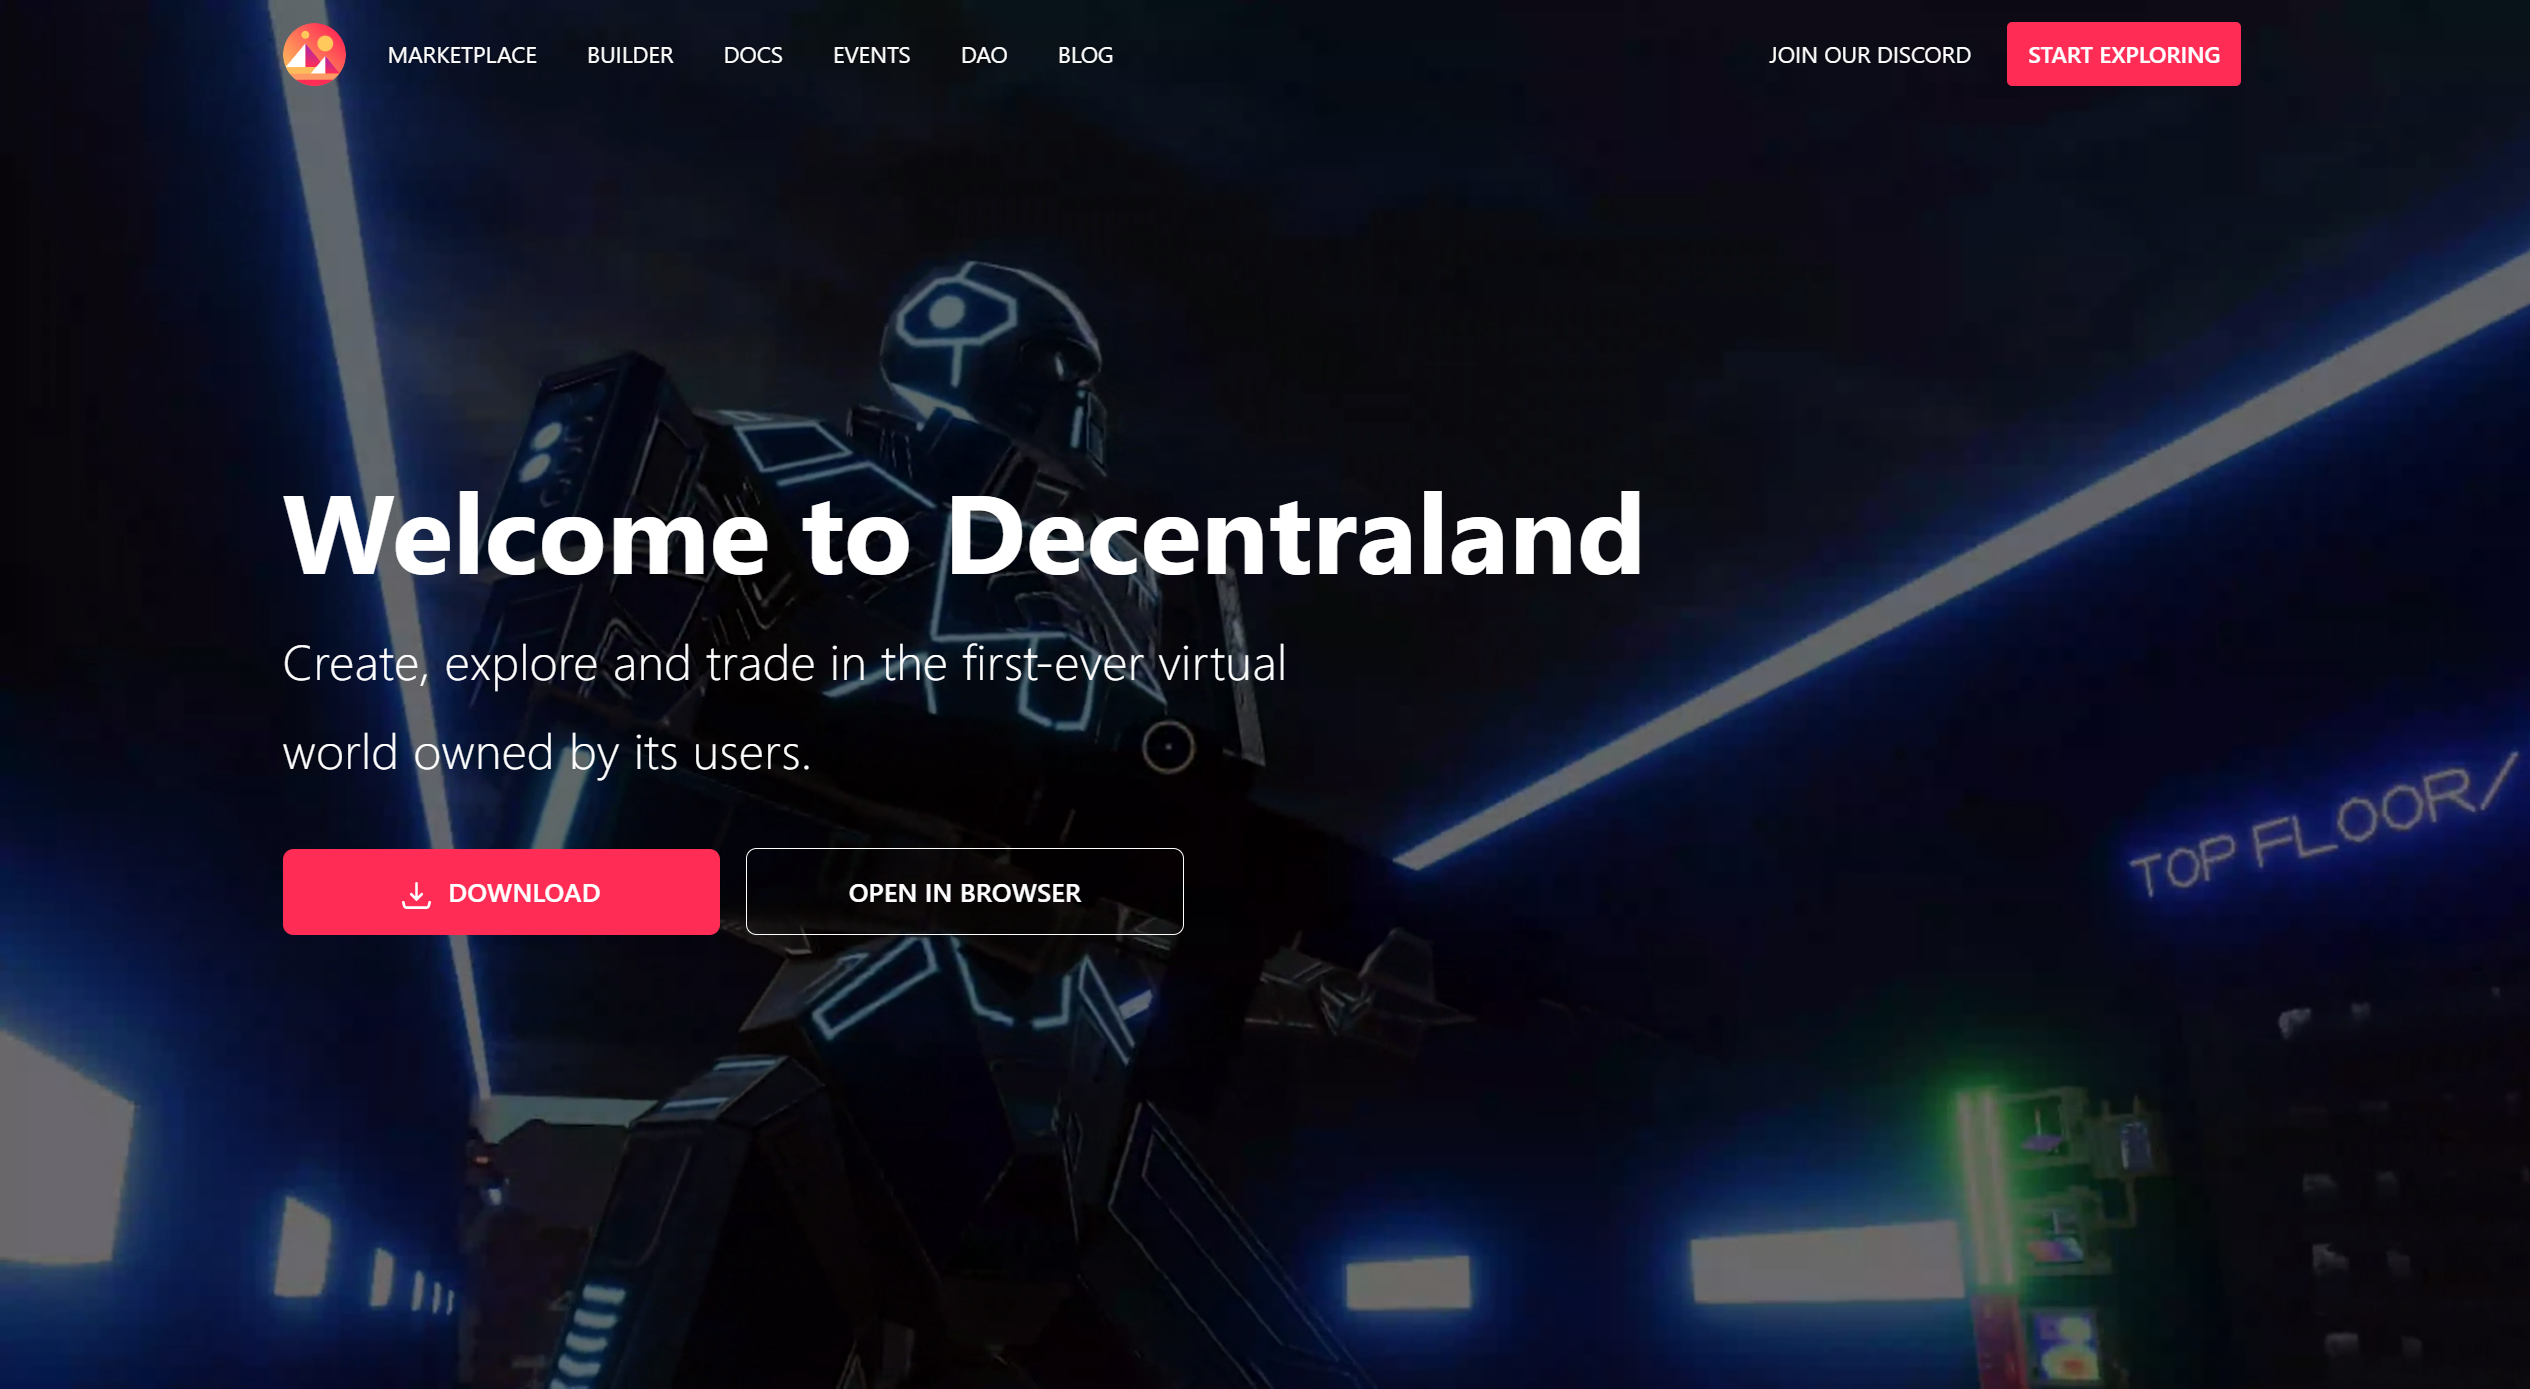 MARKETPLACE BUILDER DOCS EVENTS DAO BLOG JOIN OUR DISCORD START EXPLORING
Welcome to Decentraland
Create, explore and trade in the first-ever virtual
world owned by its users.
DOWNLOAD OPEN IN BROWSER
TOP FLOOR/